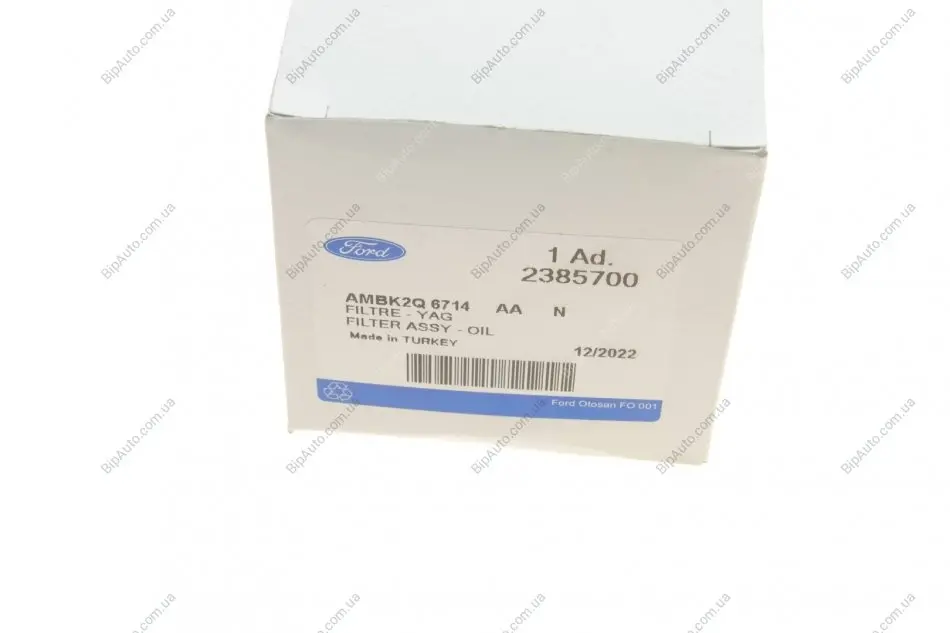 Ford
1 Ad.
2385700
AMBK2Q 6714 AA N
FILTRE - YAG
FILTER ASSY - OIL
Made in TURKEY
12/2022
Ford Otosan FO 001
BipAuto.com.ua